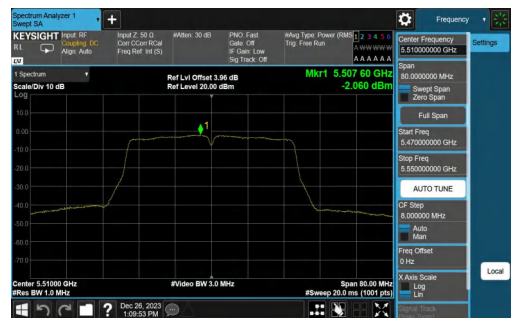 Spectrum Analyzer 1
Swept SA
Frequency
KEYSIGHT
RL
Input: RF
Coupling: DC
Align: Auto
Input Z: 50 Ω
Corr CCorr RCal
Freq Ref: Int (S)
#Atten: 30 dB
PNO: Fast
Gate: Off
IF Gain: Low
Sig Track: Off
#Avg Type: Power (RMS)
Trig: Free Run
1 2 3 4 5 6
A W W W W W
A A A A A A
LV
1 Spectrum
Scale/Div 10 dB
Ref Lvl Offset 3.96 dB
Ref Level 20.00 dBm
Mkr1 5.507 60 GHz
-2.060 dBm
Log
10.0
0.00
-10.0
-20.0
-30.0
-40.0
-50.0
-60.0
-70.0
1
Center 5.51000 GHz
#Res BW 1.0 MHz
#Video BW 3.0 MHz
Span 80.00 MHz
#Sweep 20.0 ms (1001 pts)
Center Frequency
5.510000000 GHz
Settings
Span
80.0000000 MHz
Swept Span
Zero Span
Full Span
Start Freq
5.470000000 GHz
Stop Freq
5.550000000 GHz
AUTO TUNE
CF Step
8.000000 MHz
Auto
Man
Freq Offset
0 Hz
X Axis Scale
Log
Lin
Local
Signal Track
Dec 26, 2023
1:09:53 PM